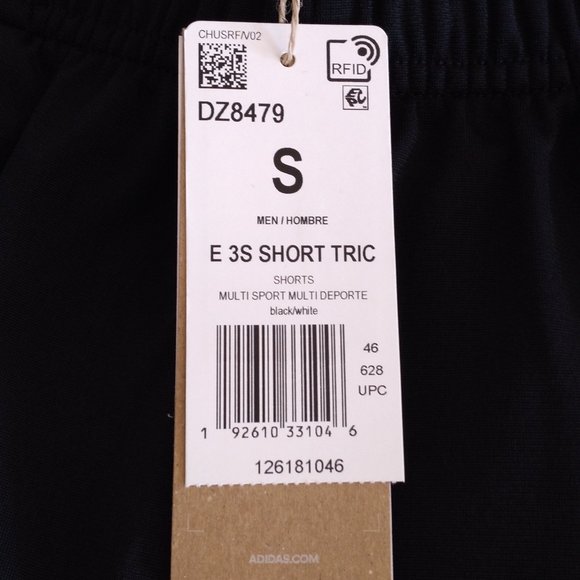 CHUSRF/V02
RFID
DZ8479
S
MEN / HOMBRE
E 3S SHORT TRIC
SHORTS
MULTI SPORT MULTI DEPORTE
black/white
46
628
UPC
1 92610 33104 6
126181046
ADIDAS.COM